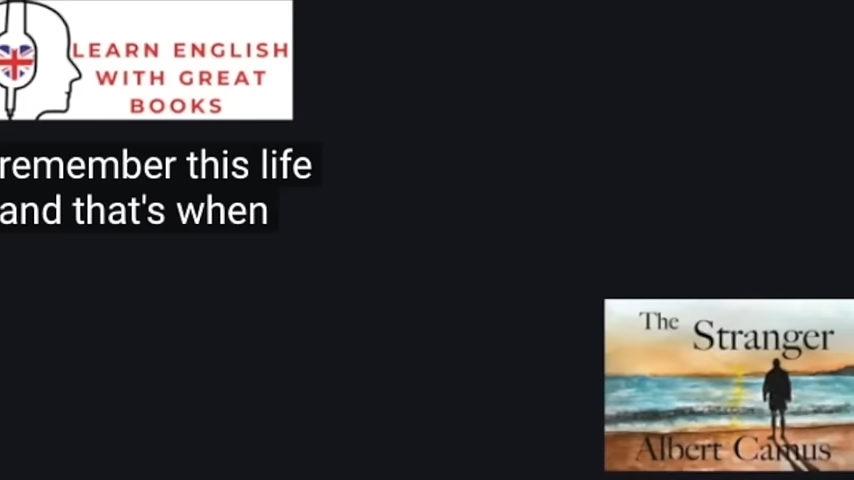 LEARN ENGLISH
WITH GREAT
BOOKS
remember this life
and that's when
The Stranger
Albert Camus